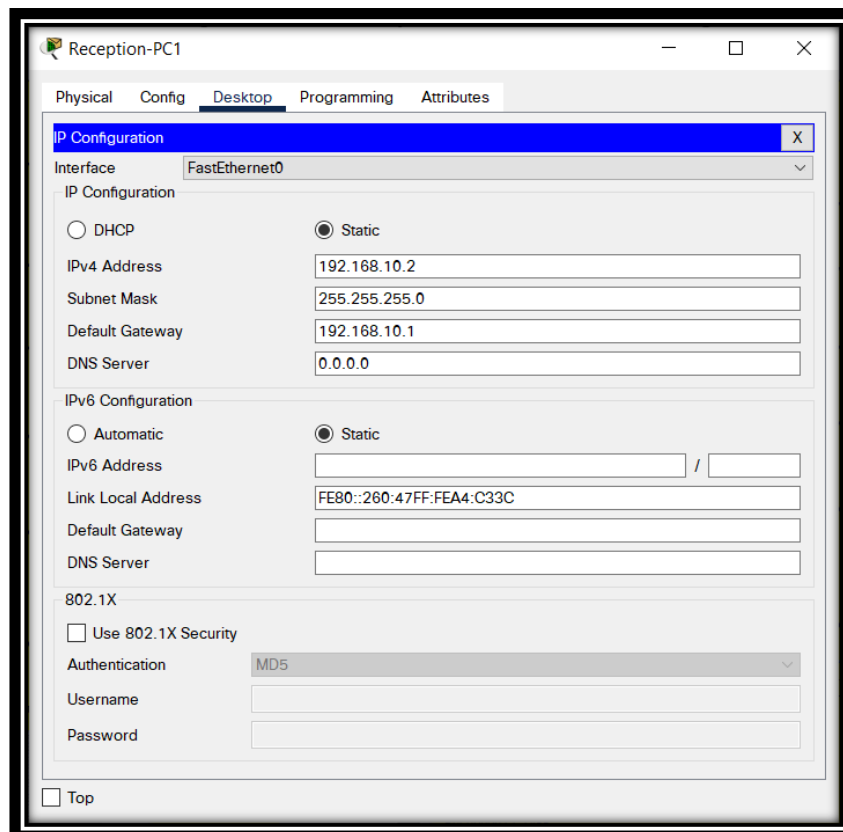 Reception-PC1
Physical Config Desktop Programming Attributes
IP Configuration X
Interface FastEthernet0
IP Configuration
DHCP Static
IPv4 Address 192.168.10.2
Subnet Mask 255.255.255.0
Default Gateway 192.168.10.1
DNS Server 0.0.0.0
IPv6 Configuration
Automatic Static
IPv6 Address /
Link Local Address FE80::260:47FF:FEA4:C33C
Default Gateway
DNS Server
802.1X
Use 802.1X Security
Authentication MD5
Username
Password
Top